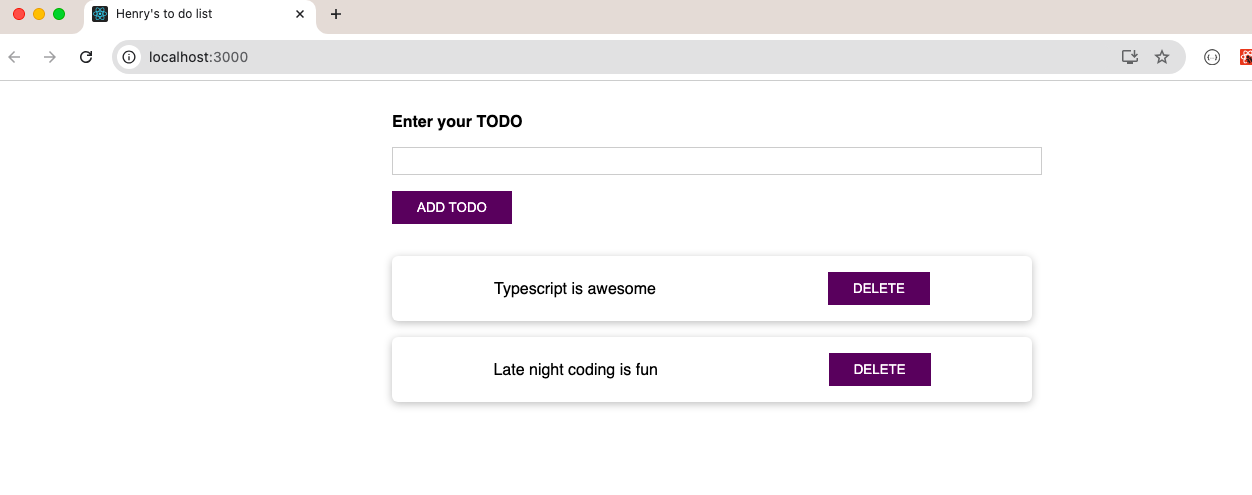 Henry's to do list
localhost:3000
Enter your TODO
ADD TODO
Typescript is awesome
DELETE
Late night coding is fun
DELETE